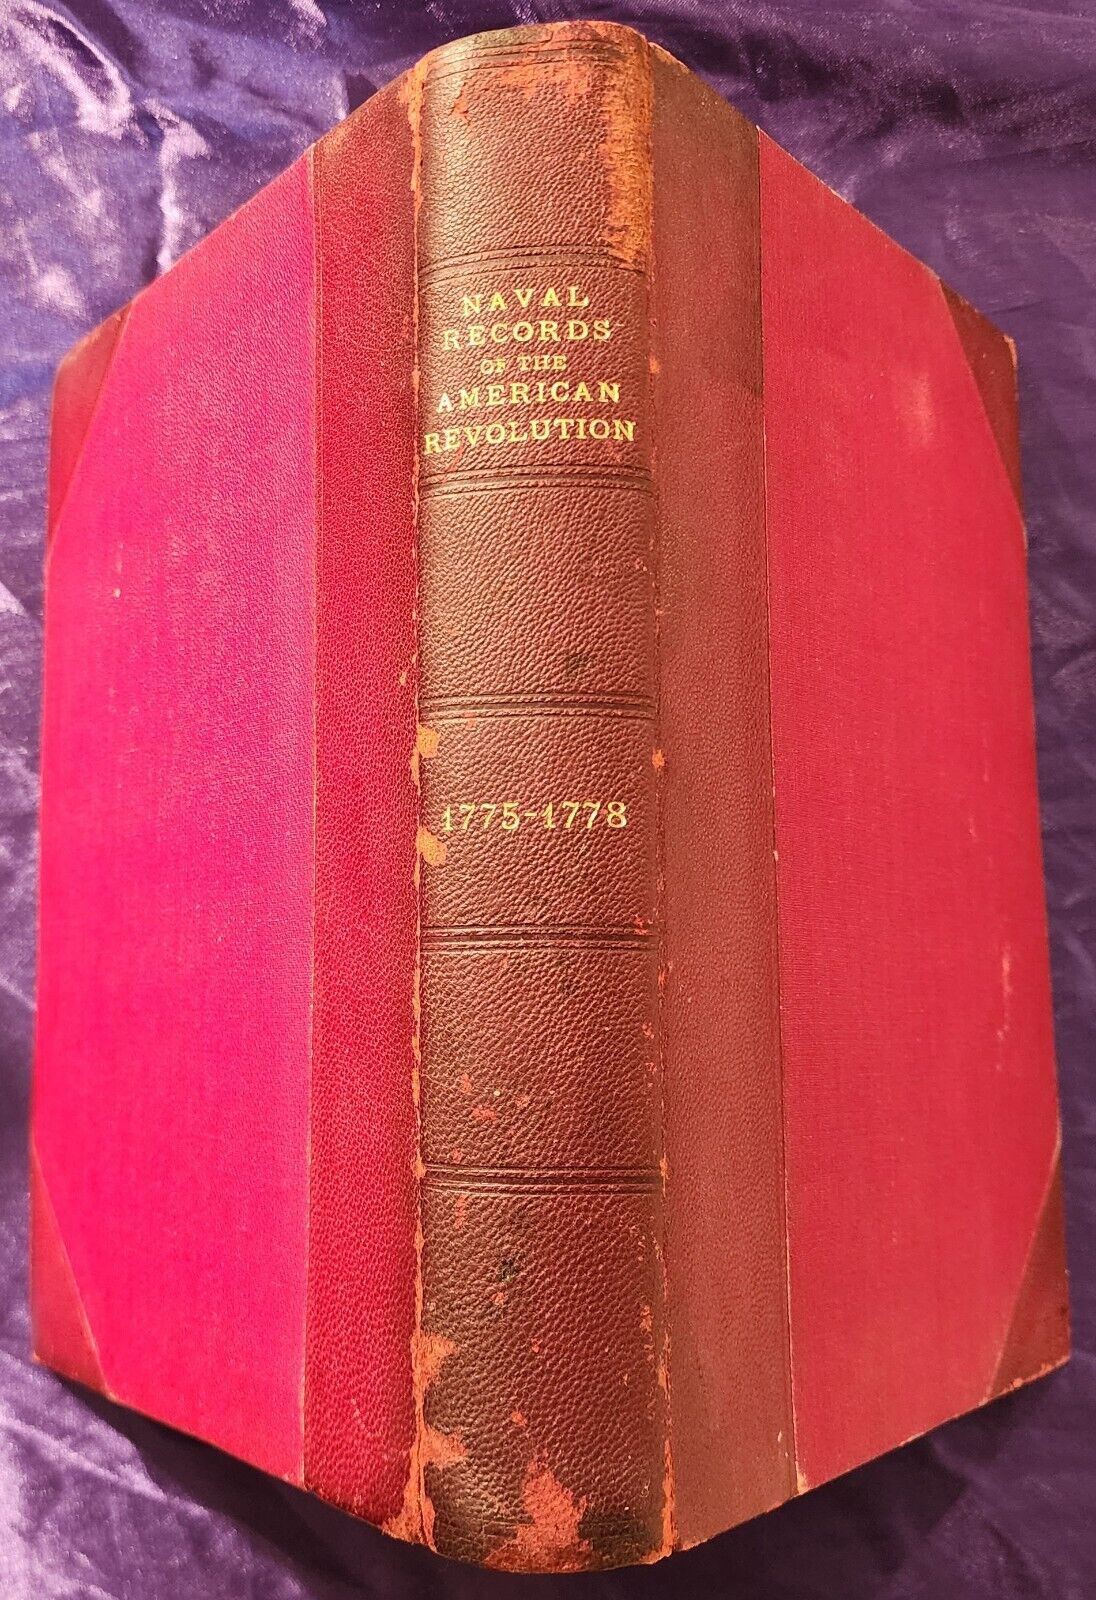 NAVAL
RECORDS
OF THE
AMERICAN
REVOLUTION
1775-1778